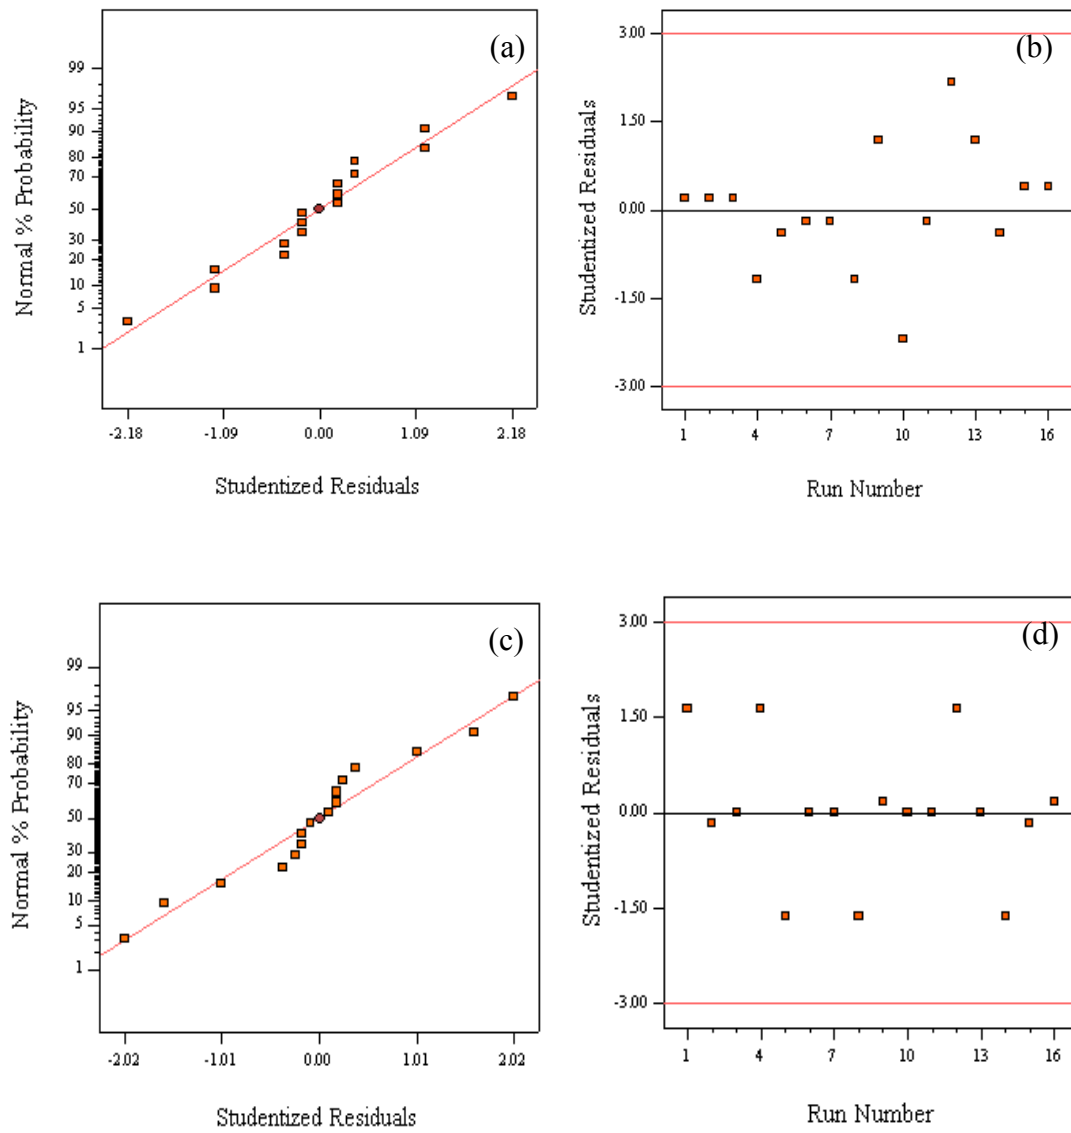 (a)
Normal % Probability
99
95
90
80
70
50
30
20
10
5
1
-2.18 -1.09 0.00 1.09 2.18
Studentized Residuals
(b)
Studentized Residuals
3.00
1.50
0.00
-1.50
-3.00
1 4 7 10 13 16
Run Number
(c)
Normal % Probability
99
95
90
80
70
50
30
20
10
5
1
-2.02 -1.01 0.00 1.01 2.02
Studentized Residuals
(d)
Studentized Residuals
3.00
1.50
0.00
-1.50
-3.00
1 4 7 10 13 16
Run Number